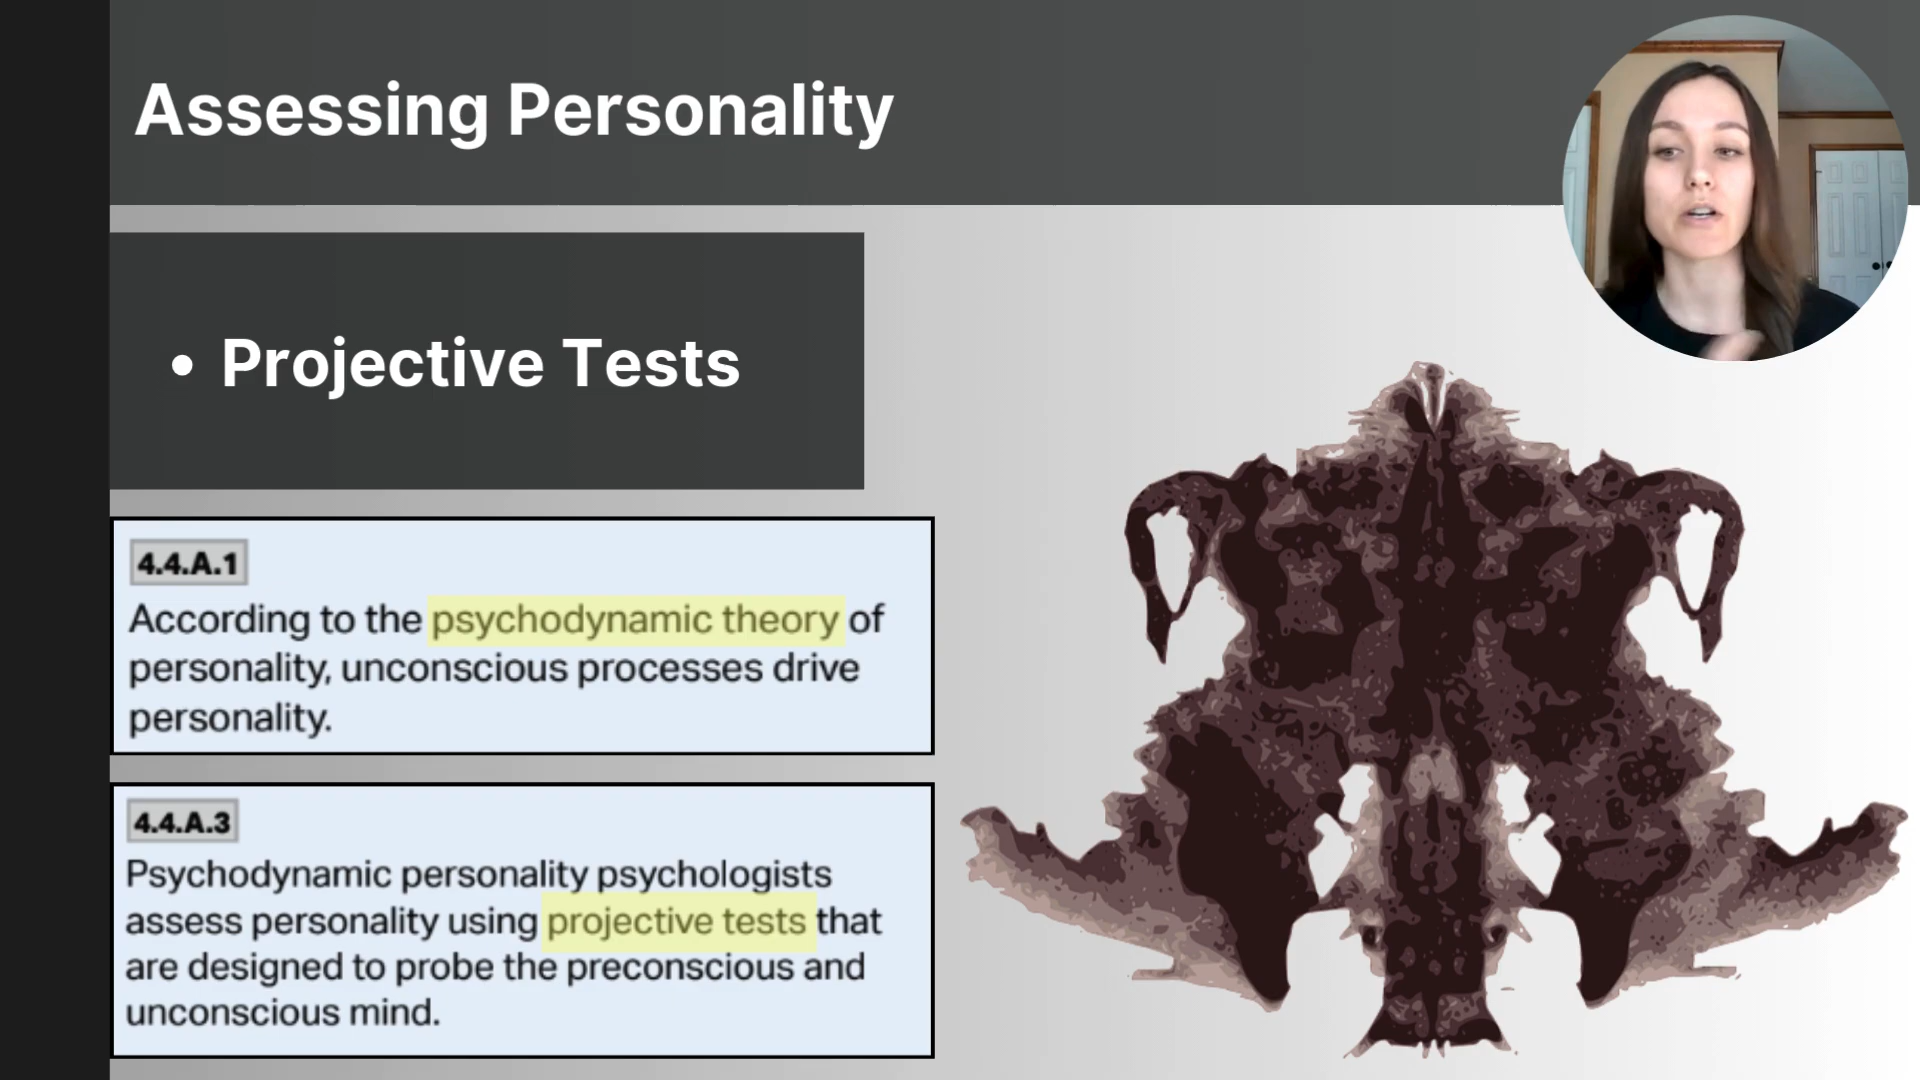 Assessing Personality
• Projective Tests
4.4.A.1
According to the psychodynamic theory of
personality, unconscious processes drive
personality.
4.4.A.3
Psychodynamic personality psychologists
assess personality using projective tests that
are designed to probe the preconscious and
unconscious mind.